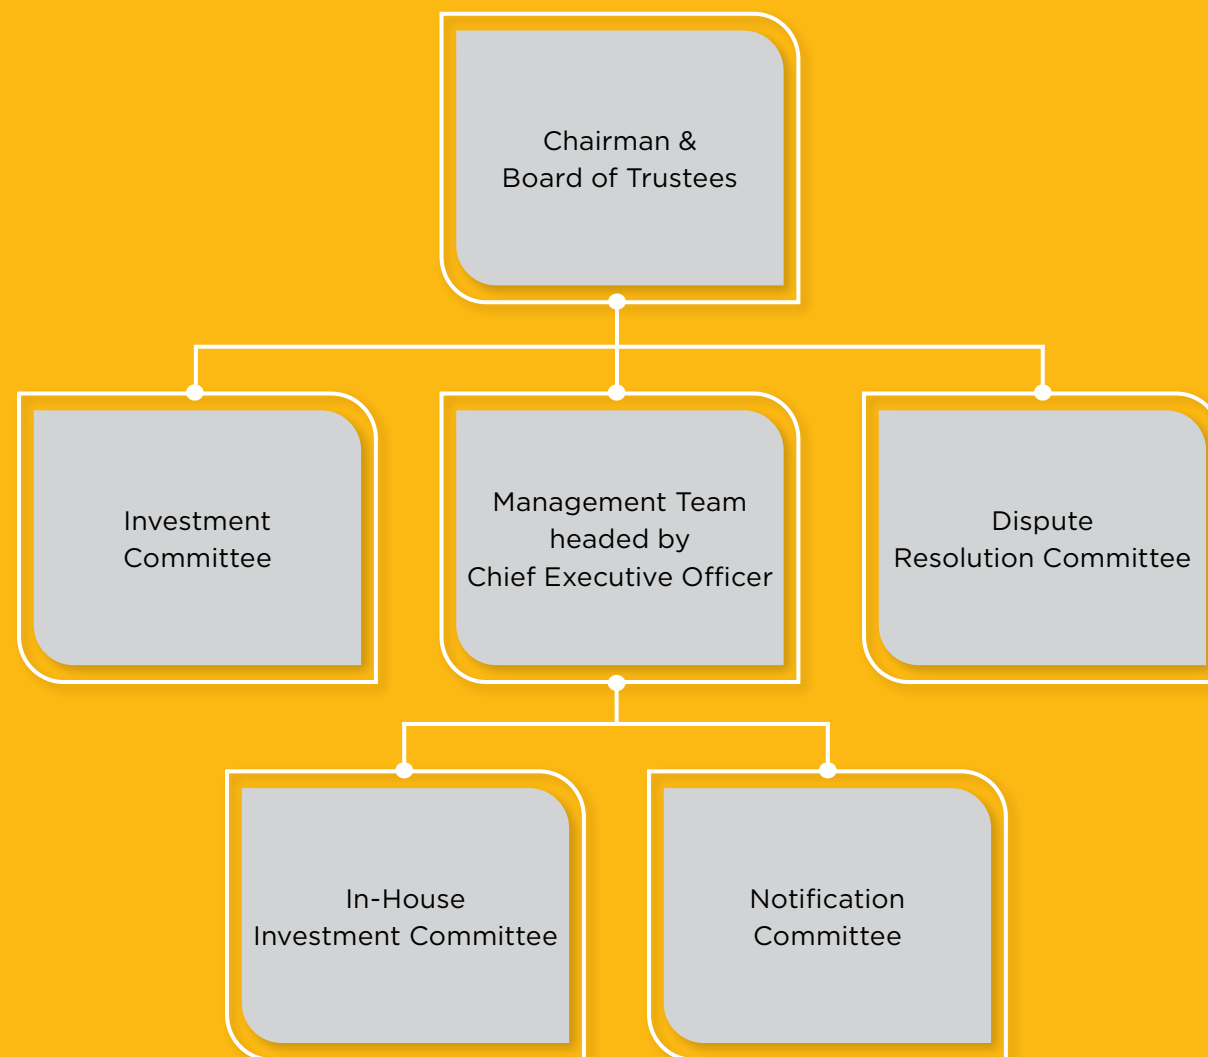 Chairman &
Board of Trustees
Investment
Committee
Management Team
headed by
Chief Executive Officer
Dispute
Resolution Committee
In-House
Investment Committee
Notification
Committee